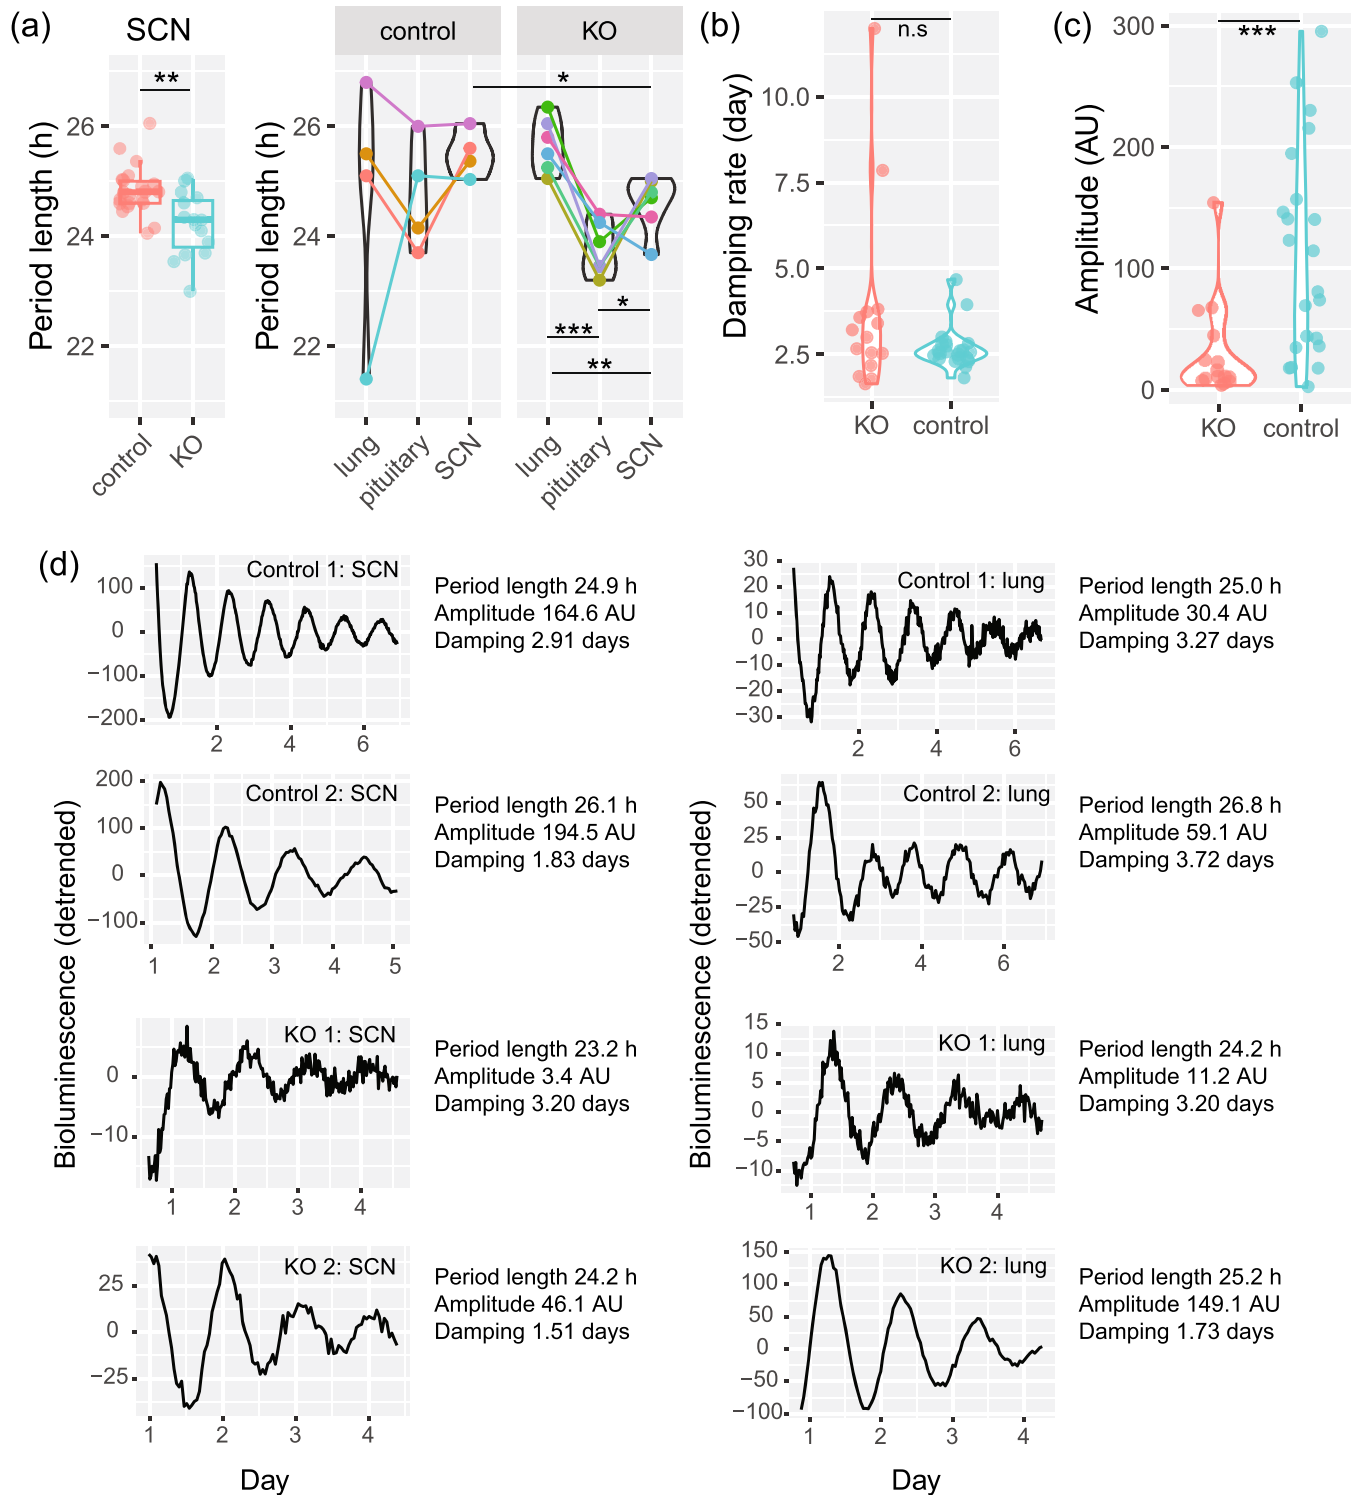 (a)
SCN
**
Period length (h)
26
24
22
control
KO
control
KO
Period length (h)
26
24
22
*
*
***
**
lung
pituitary
SCN
lung
pituitary
SCN
(b)
n.s
Damping rate (day)
10.0
7.5
5.0
2.5
KO
control
(c)
***
Amplitude (AU)
300
200
100
0
KO
control
(d)
Bioluminescence (detrended)
Control 1: SCN
100
0
−100
−200
2
4
6
Period length 24.9 h
Amplitude 164.6 AU
Damping 2.91 days
Control 1: lung
30
20
10
0
−10
−20
−30
2
4
6
Period length 25.0 h
Amplitude 30.4 AU
Damping 3.27 days
Control 2: SCN
200
100
0
−100
1
2
3
4
5
Period length 26.1 h
Amplitude 194.5 AU
Damping 1.83 days
Bioluminescence (detrended)
Control 2: lung
50
25
0
−25
−50
2
4
6
Period length 26.8 h
Amplitude 59.1 AU
Damping 3.72 days
KO 1: SCN
0
−10
1
2
3
4
Period length 23.2 h
Amplitude 3.4 AU
Damping 3.20 days
KO 1: lung
15
10
5
0
−5
−10
1
2
3
4
Period length 24.2 h
Amplitude 11.2 AU
Damping 3.20 days
KO 2: SCN
25
0
−25
1
2
3
4
Period length 24.2 h
Amplitude 46.1 AU
Damping 1.51 days
KO 2: lung
150
100
50
0
−50
−100
1
2
3
4
Period length 25.2 h
Amplitude 149.1 AU
Damping 1.73 days
Day
Day